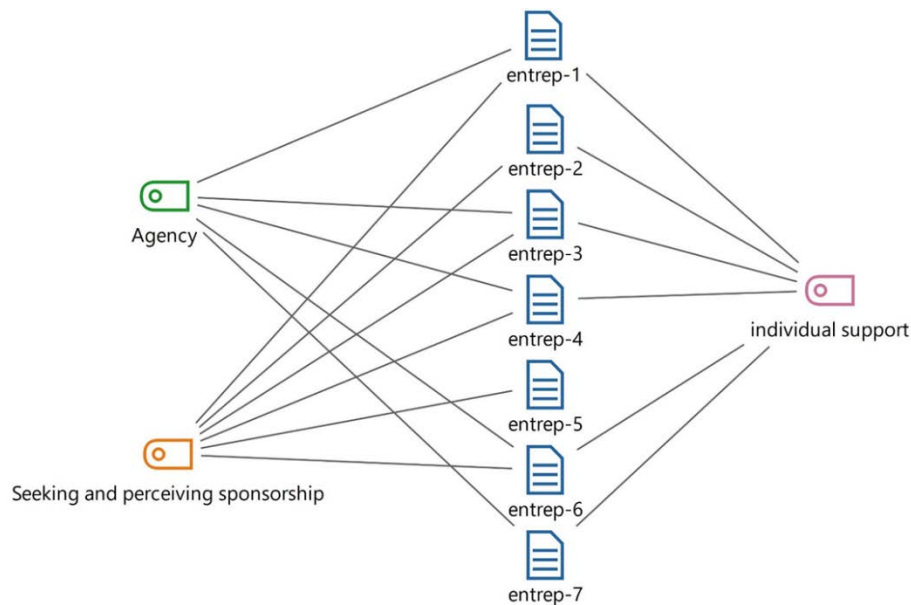 entrep-1
entrep-2
Agency
entrep-3
individual support
entrep-4
entrep-5
Seeking and perceiving sponsorship
entrep-6
entrep-7